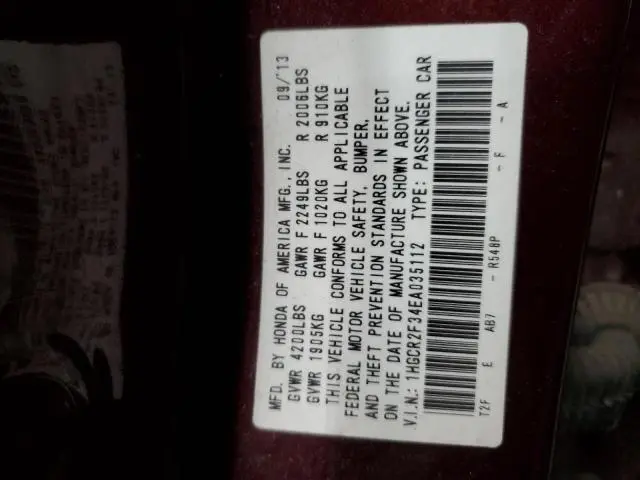 MFD. BY HONDA OF AMERICA MFG., INC. 09/13
GVWR 4200LBS GAWR F 2249LBS R 2006LBS
GVWR 1905KG GAWR F 1020KG R 910KG
THIS VEHICLE CONFORMS TO ALL APPLICABLE
FEDERAL MOTOR VEHICLE SAFETY, BUMPER,
AND THEFT PREVENTION STANDARDS IN EFFECT
ON THE DATE OF MANUFACTURE SHOWN ABOVE.
V.I.N.: 1HGCR2F34EA035112 TYPE: PASSENGER CAR
T2F E AB7 - R548P - F - A